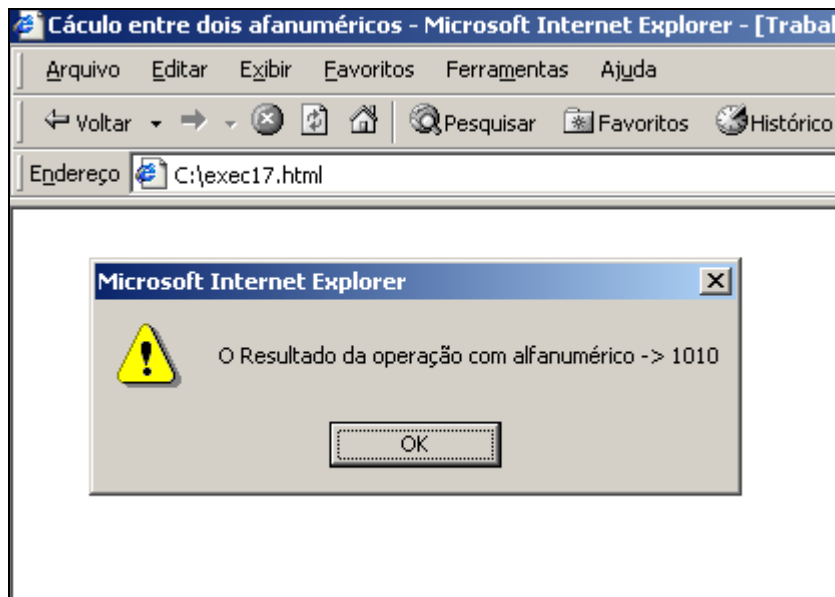 Cáculo entre dois afanuméricos - Microsoft Internet Explorer - [Trabal
Arquivo Editar Exibir Favoritos Ferramentas Ajuda
Voltar Pesquisar Favoritos Histórico
Endereço C:\exec17.html
Microsoft Internet Explorer
O Resultado da operação com alfanumérico -> 1010
OK